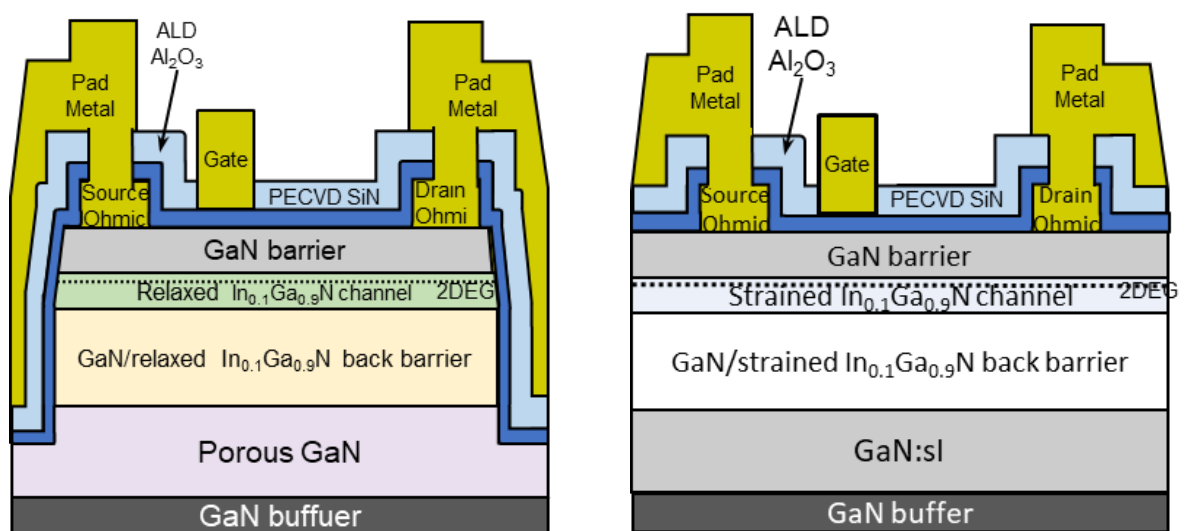 ALD
Al₂O₃
Pad
Metal
Pad
Metal
Gate
Source
Ohmic
PECVD SiN
Drain
Ohmi
GaN barrier
Relaxed In₀.₁Ga₀.₉N channel
2DEG
GaN/relaxed In₀.₁Ga₀.₉N back barrier
Porous GaN
GaN buffuer
ALD
Al₂O₃
Pad
Metal
Pad
Metal
Gate
Source
Ohmic
PECVD SiN
Drain
Ohmic
GaN barrier
Strained In₀.₁Ga₀.₉N channel
2DEG
GaN/strained In₀.₁Ga₀.₉N back barrier
GaN:sI
GaN buffer